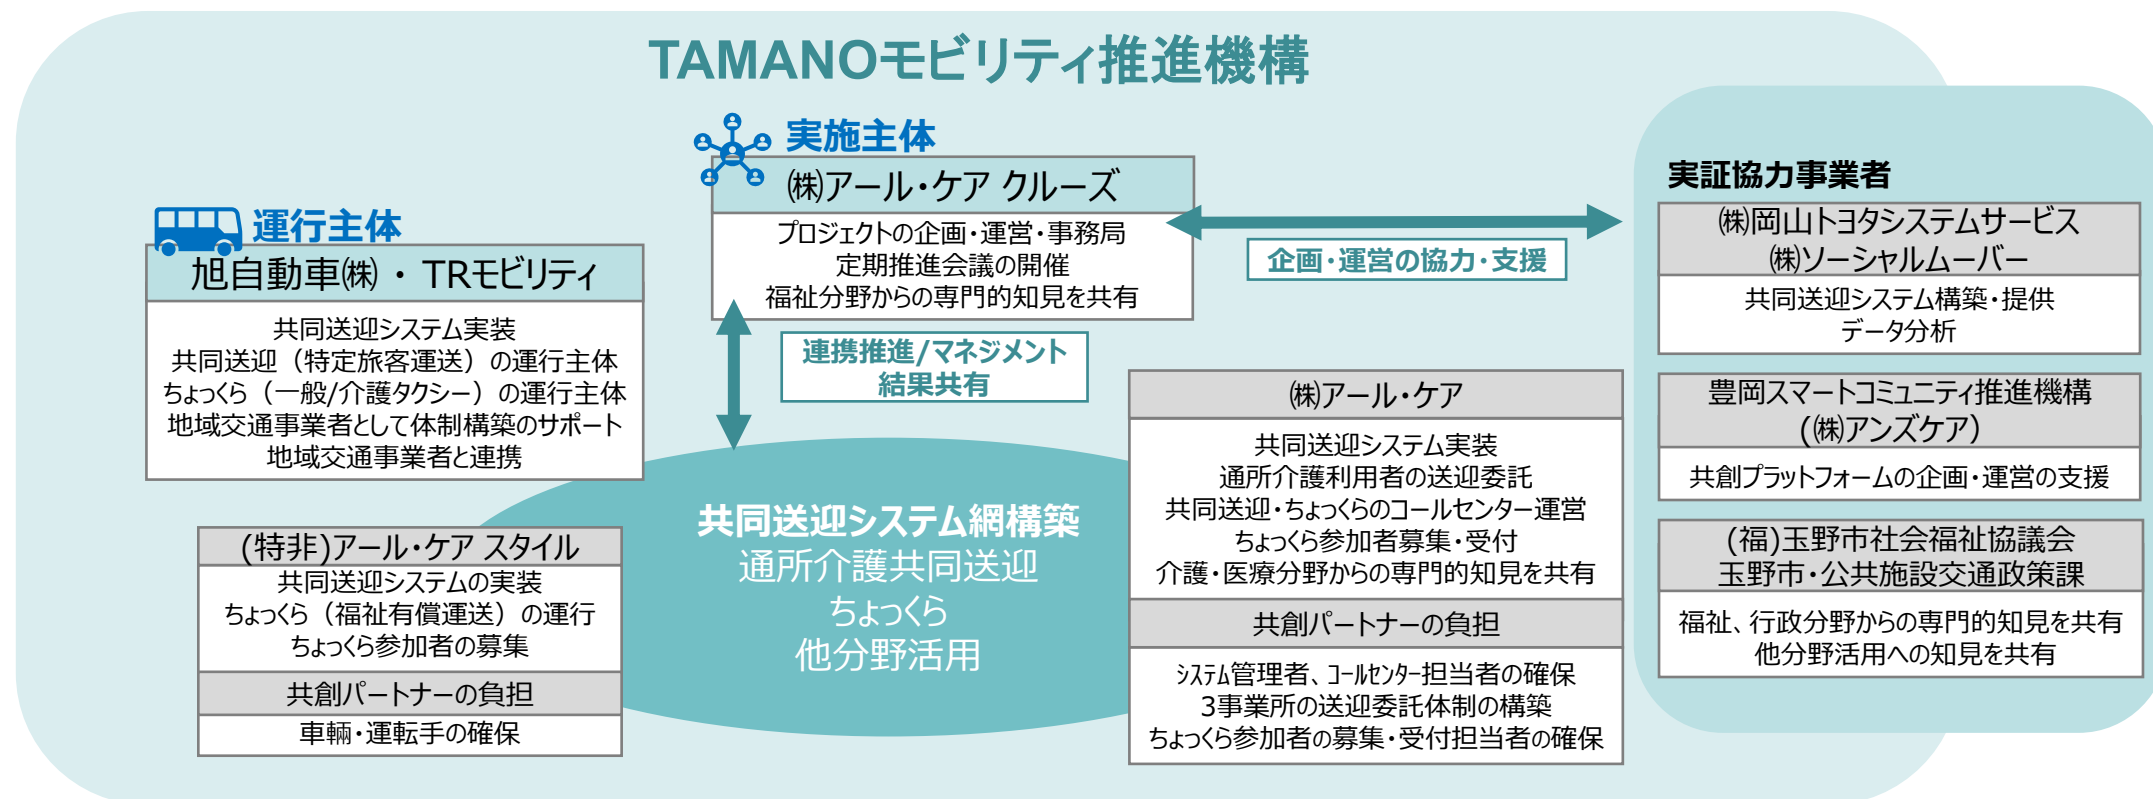 TAMANOモビリティ推進機構
実施主体
㈱アール・ケア クルーズ
プロジェクトの企画・運営・事務局
定期推進会議の開催
福祉分野からの専門的知見を共有
運行主体
旭自動車㈱ ・ TRモビリティ
共同送迎システム実装
共同送迎（特定旅客運送）の運行主体
ちょっくら（一般/介護タクシー）の運行主体
地域交通事業者として体制構築のサポート
地域交通事業者と連携
企画・運営の協力・支援
連携推進/マネジメント
結果共有
(特非)アール・ケア スタイル
共同送迎システムの実装
ちょっくら（福祉有償運送）の運行
ちょっくら参加者の募集
共創パートナーの負担
車輌・運転手の確保
共同送迎システム網構築
通所介護共同送迎
ちょっくら
他分野活用
㈱アール・ケア
共同送迎システム実装
通所介護利用者の送迎委託
共同送迎・ちょっくらのコールセンター運営
ちょっくら参加者募集・受付
介護・医療分野からの専門的知見を共有
共創パートナーの負担
システム管理者、コールセンター担当者の確保
3事業所の送迎委託体制の構築
ちょっくら参加者の募集・受付担当者の確保
実証協力事業者
㈱岡山トヨタシステムサービス
㈱ソーシャルムーバー
共同送迎システム構築・提供
データ分析
豊岡スマートコミュニティ推進機構
(㈱アンズケア)
共創プラットフォームの企画・運営の支援
(福)玉野市社会福祉協議会
玉野市・公共施設交通政策課
福祉、行政分野からの専門的知見を共有
他分野活用への知見を共有